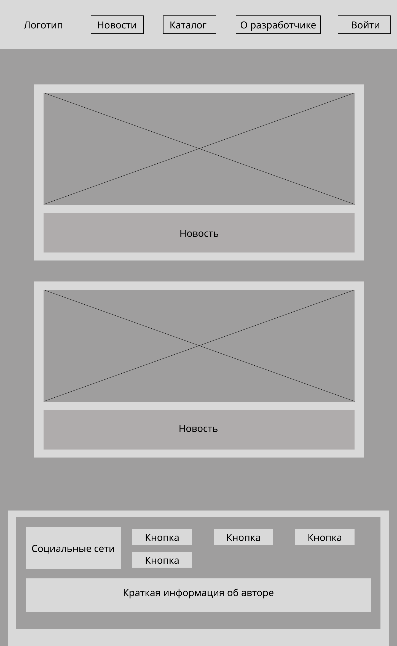 Логотип
Новости
Каталог
О разработчике
Войти
Новость
Новость
Социальные сети
Кнопка
Кнопка
Кнопка
Кнопка
Краткая информация об авторе